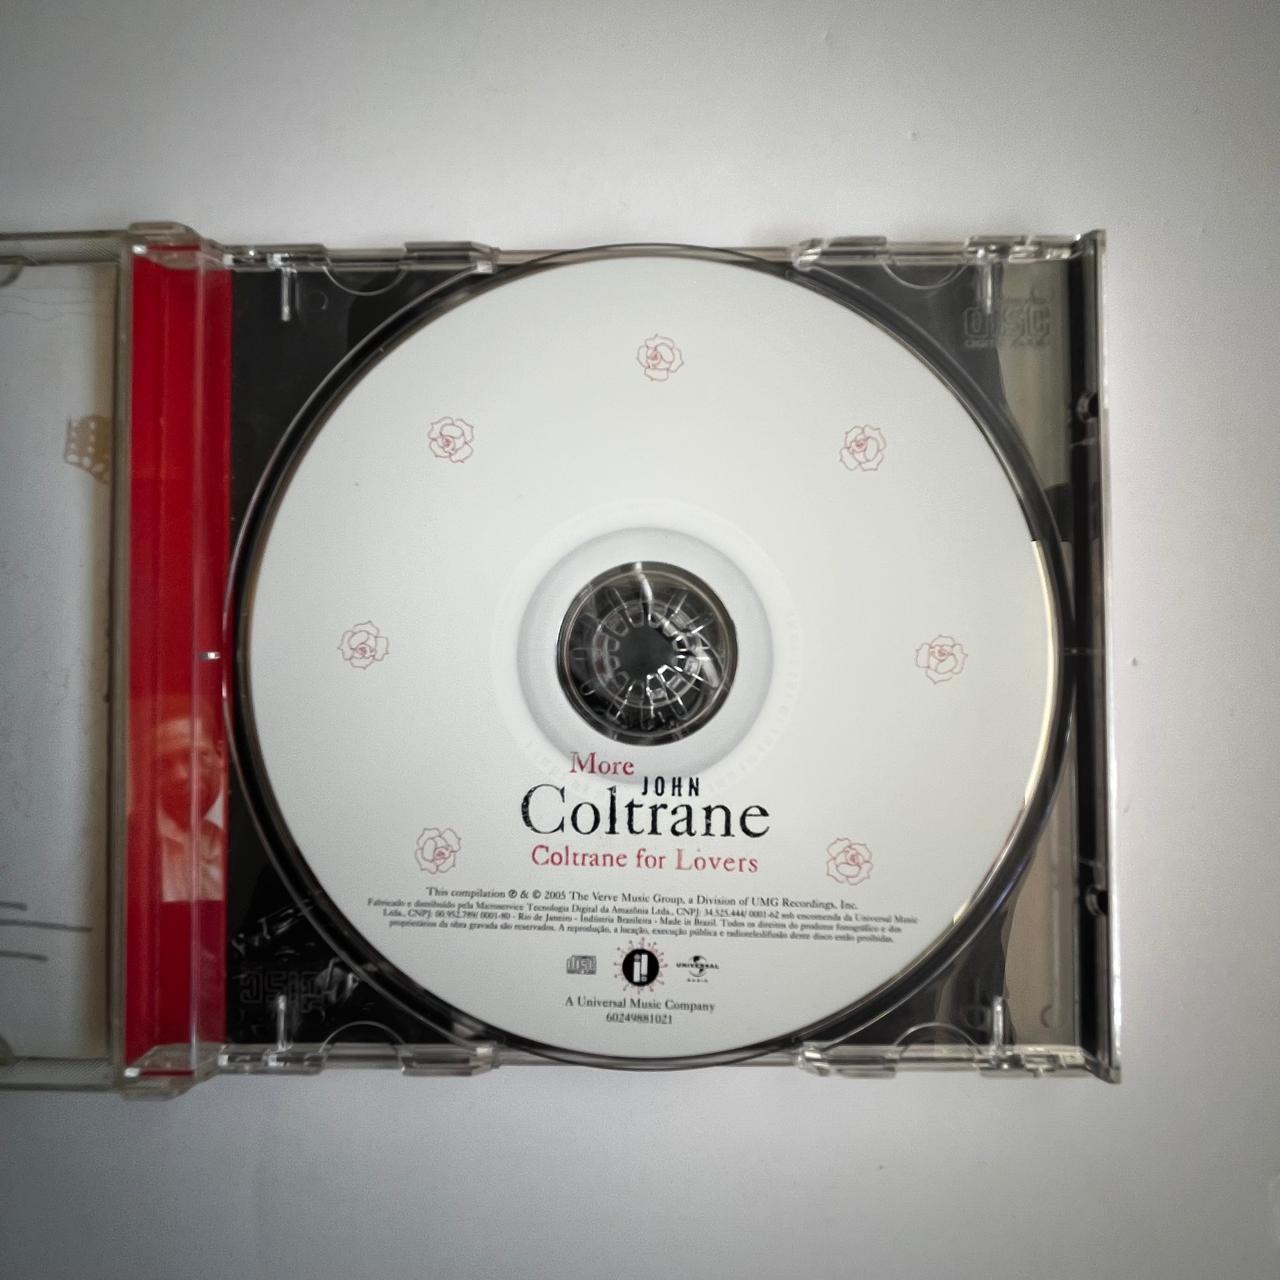 More
JOHN
Coltrane
Coltrane for Lovers
This compilation ℗ & © 2005 The Verve Music Group, a Division of UMG Recordings, Inc.
Fabricado e distribuído pela Microservice Tecnologia Digital da Amazônia Ltda., CNPJ: 34.525.444/ 0001-62 sob encomenda da Universal Music
Ltda., CNPJ: 00.952.789/ 0001-80 - Rio de Janeiro - Indústria Brasileira - Made in Brazil. Todos os direitos do produtor fonográfico e dos
proprietários da obra gravada são reservados. A reprodução, a locação, execução pública e radioteledifusão deste disco estão proibidas.
disc
i!
UNIVERSAL
MUSIC
A Universal Music Company
60249881021
disc